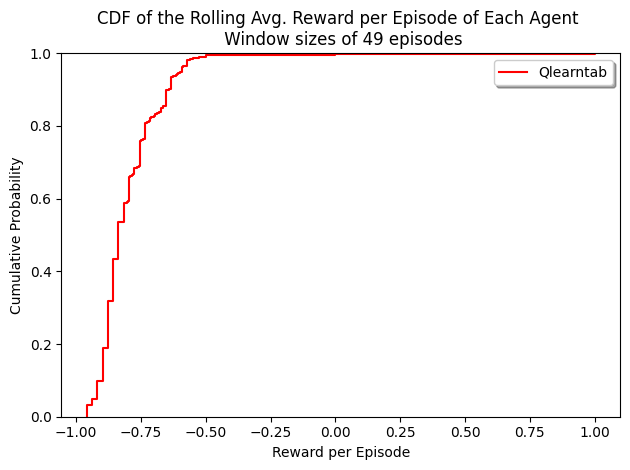 CDF of the Rolling Avg. Reward per Episode of Each Agent
Window sizes of 49 episodes
Qlearntab
Cumulative Probability
1.0
0.8
0.6
0.4
0.2
0.0
−1.00 −0.75 −0.50 −0.25 0.00 0.25 0.50 0.75 1.00
Reward per Episode